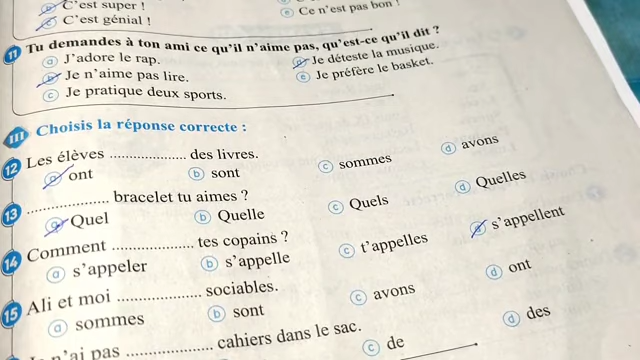 ⓑ C'est super !
ⓒ C'est génial !
ⓔ Ce n'est pas bon !
11 Tu demandes à ton ami ce qu'il n'aime pas, qu'est-ce qu'il dit ?
ⓐ J'adore le rap.
ⓓ Je déteste la musique.
ⓑ Je n'aime pas lire.
ⓔ Je préfère le basket.
ⓒ Je pratique deux sports.
III Choisis la réponse correcte :
12 Les élèves .................... des livres.
ⓐ ont ⓑ sont ⓒ sommes ⓓ avons
13 .................... bracelet tu aimes ?
ⓐ Quel ⓑ Quelle ⓒ Quels ⓓ Quelles
14 Comment .................... tes copains ?
ⓐ s'appeler ⓑ s'appelle ⓒ t'appelles ⓓ s'appellent
15 Ali et moi .................... sociables.
ⓐ sommes ⓑ sont ⓒ avons ⓓ ont
n'ai pas .................... cahiers dans le sac.
ⓒ de ⓓ des